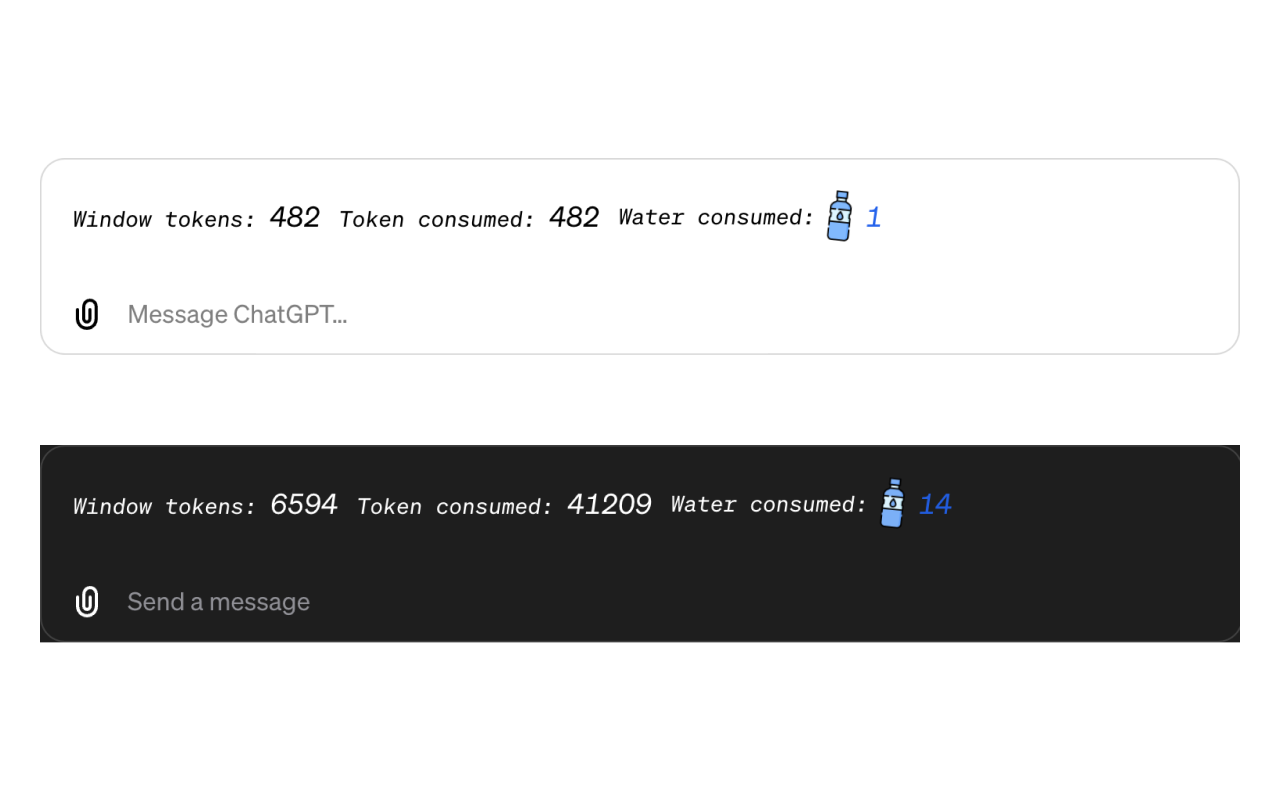 Window tokens: 482 Token consumed: 482 Water consumed: 1
Message ChatGPT...
Window tokens: 6594 Token consumed: 41209 Water consumed: 14
Send a message